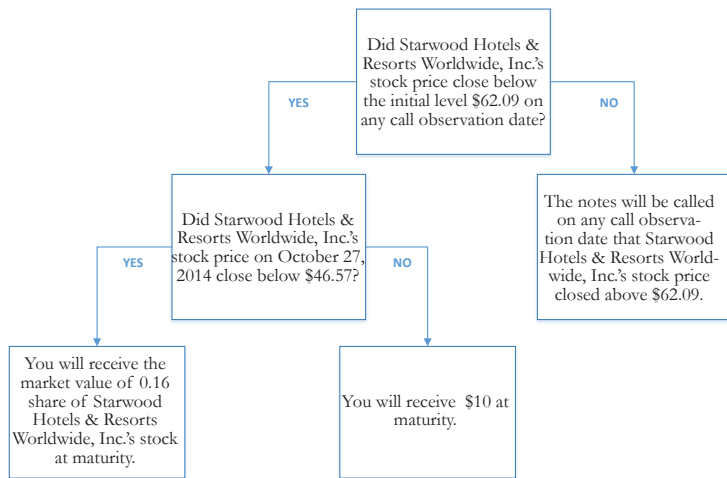 Did Starwood Hotels &
Resorts Worldwide, Inc.'s
stock price close below
the initial level $62.09 on
any call observation date?
YES
NO
Did Starwood Hotels &
Resorts Worldwide, Inc.'s
stock price on October 27,
2014 close below $46.57?
The notes will be called
on any call observa-
tion date that Starwood
Hotels & Resorts World-
wide, Inc.'s stock price
closed above $62.09.
YES
NO
You will receive the
market value of 0.16
share of Starwood
Hotels & Resorts
Worldwide, Inc.'s stock
at maturity.
You will receive $10 at
maturity.